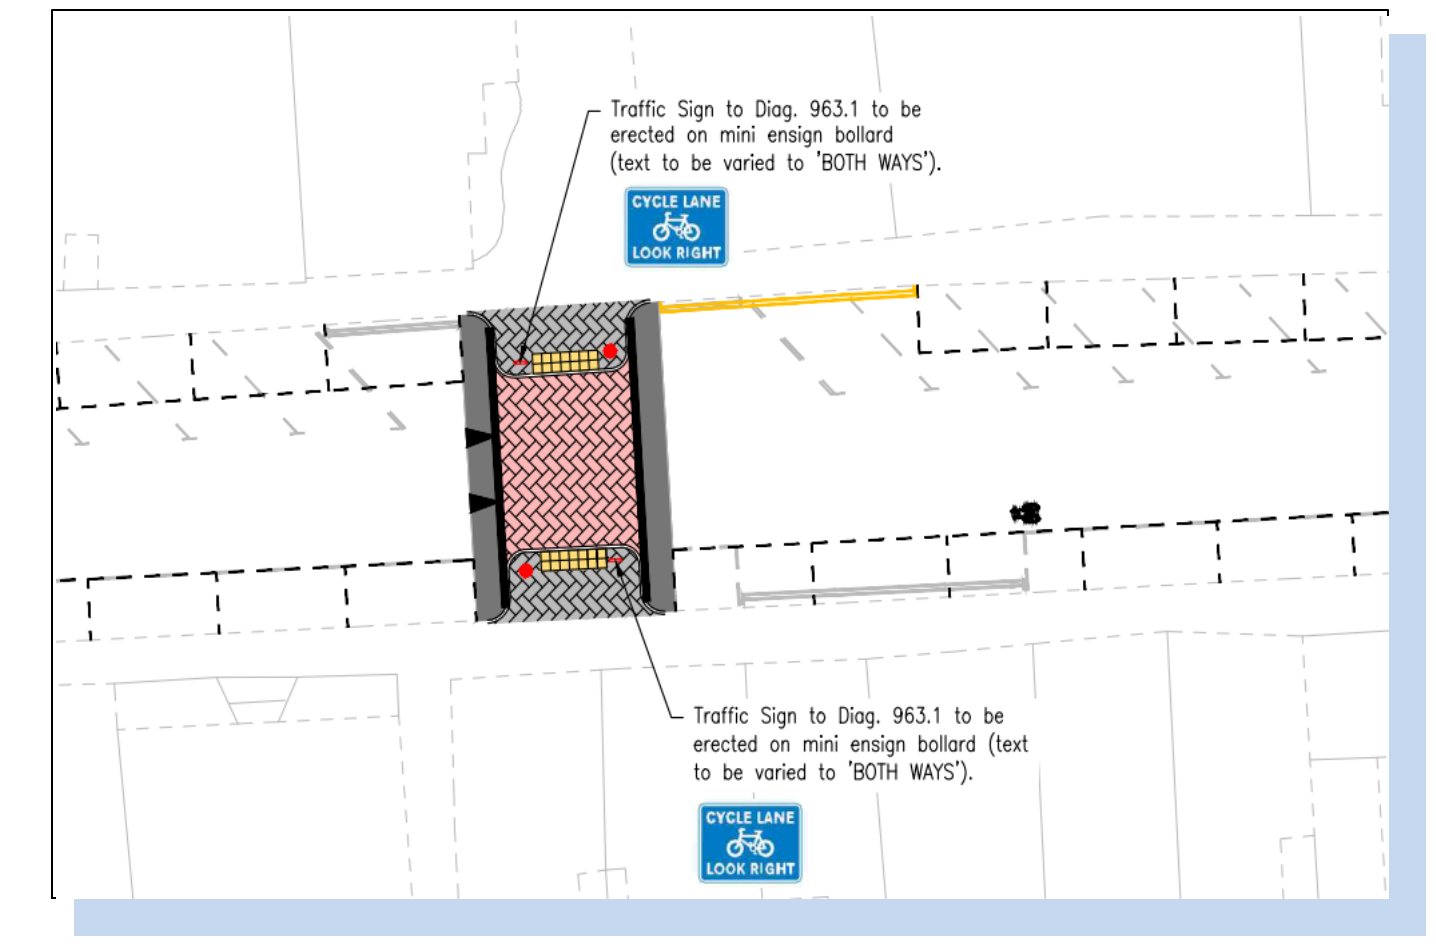 Traffic Sign to Diag. 963.1 to be
erected on mini ensign bollard
(text to be varied to 'BOTH WAYS').
CYCLE LANE
LOOK RIGHT
Traffic Sign to Diag. 963.1 to be
erected on mini ensign bollard (text
to be varied to 'BOTH WAYS').
CYCLE LANE
LOOK RIGHT